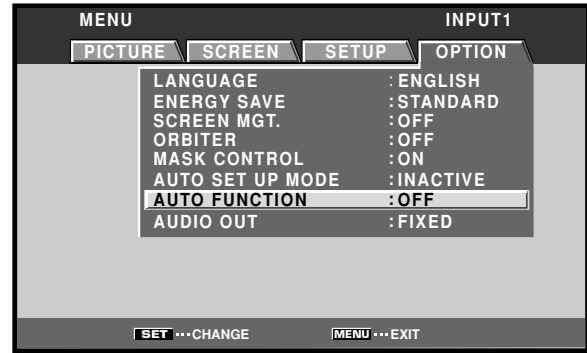 MENU INPUT1
PICTURE SCREEN SETUP OPTION
LANGUAGE :ENGLISH
ENERGY SAVE :STANDARD
SCREEN MGT. :OFF
ORBITER :OFF
MASK CONTROL :ON
AUTO SET UP MODE :INACTIVE
AUTO FUNCTION :OFF
AUDIO OUT :FIXED
SET ···CHANGE MENU ···EXIT